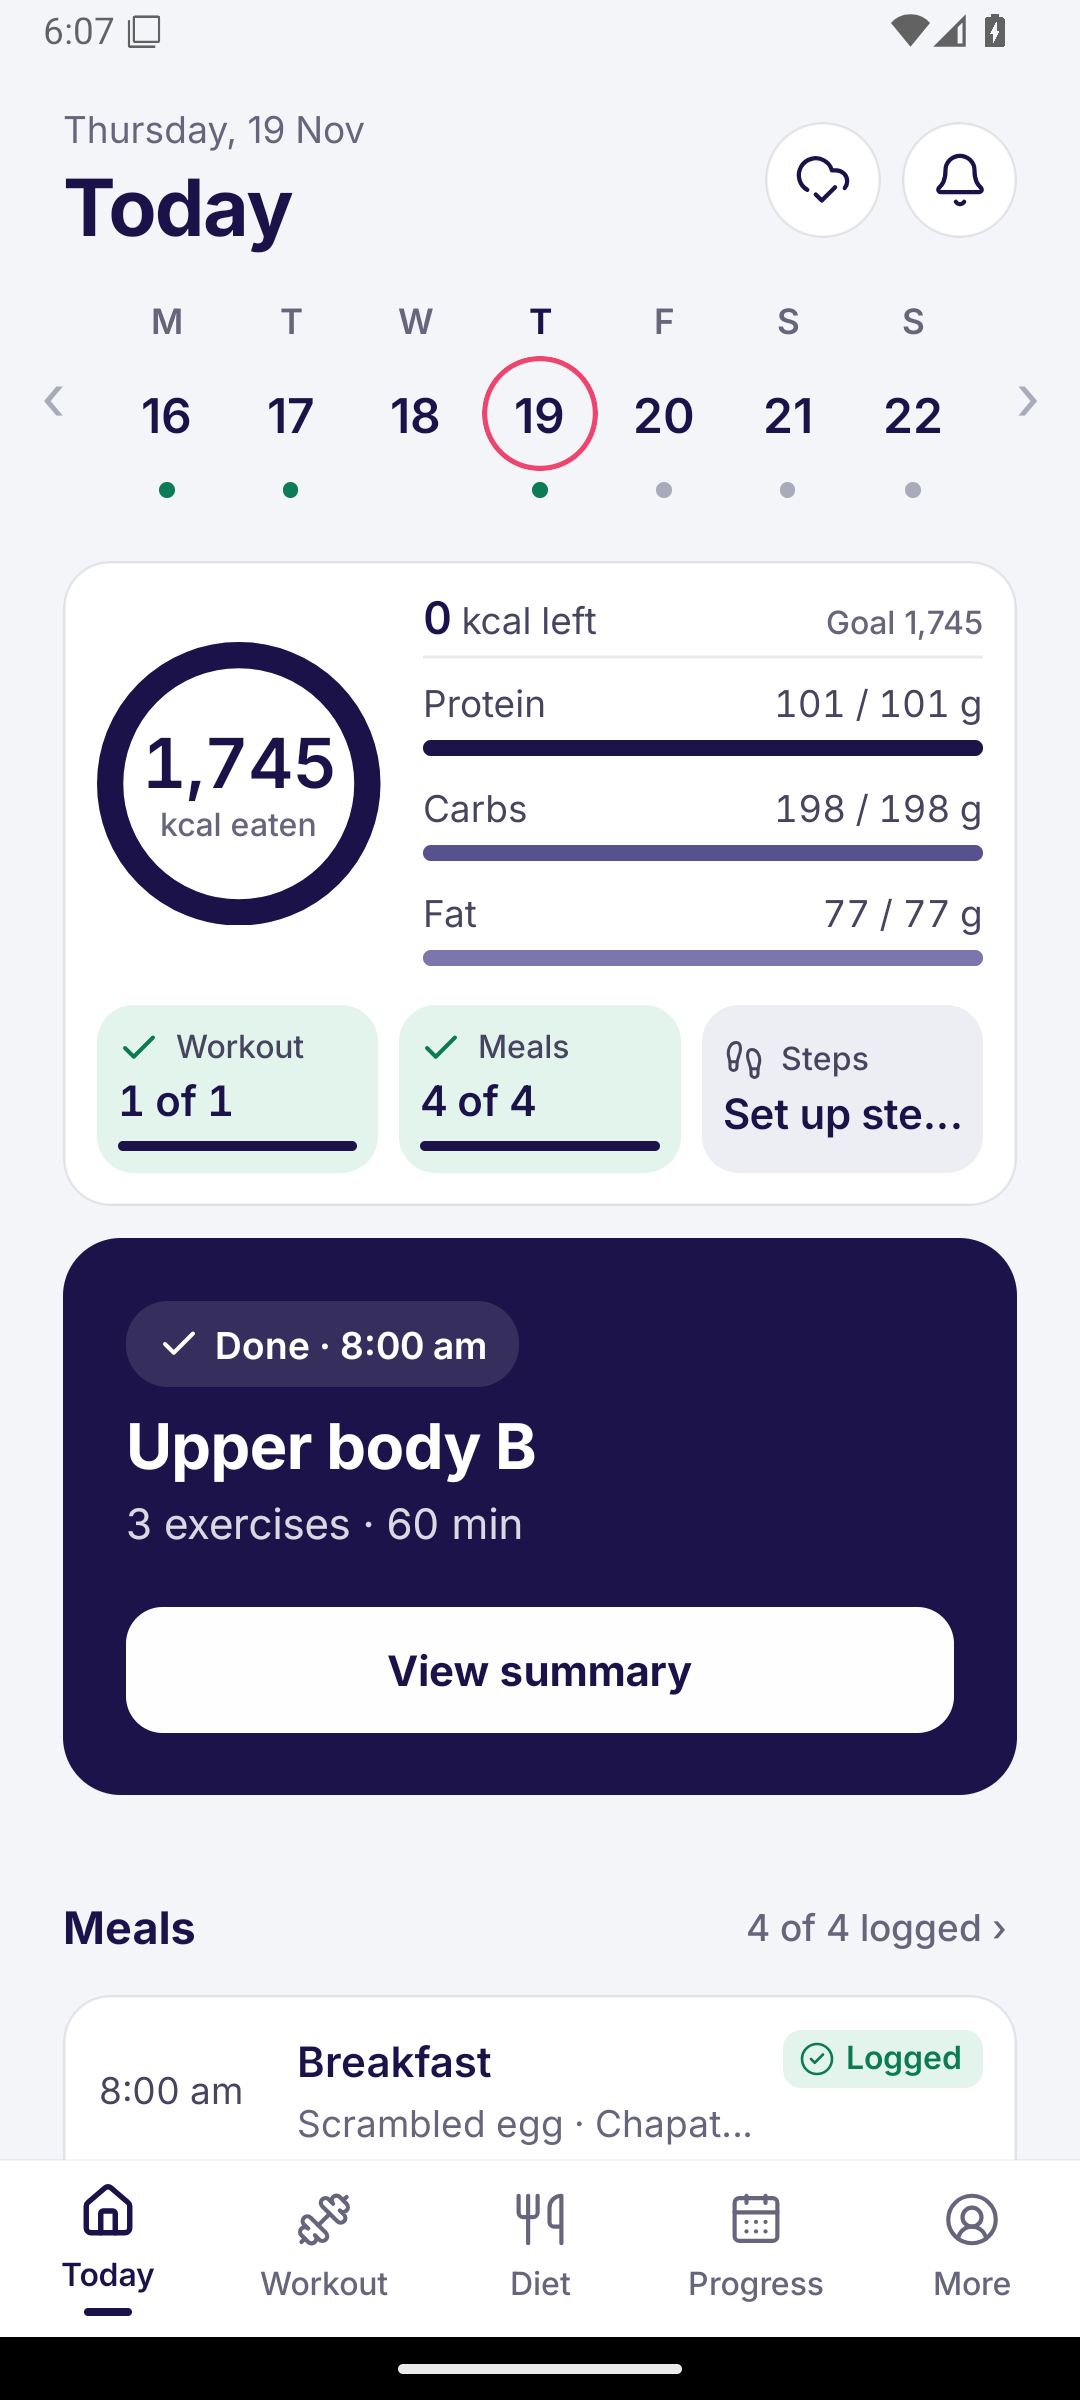 6:07
Thursday, 19 Nov
Today
M T W T F S S
‹ 16 17 18 19 20 21 22 ›
0 kcal left Goal 1,745
1,745
kcal eaten
Protein 101 / 101 g
Carbs 198 / 198 g
Fat 77 / 77 g
Workout
1 of 1
Meals
4 of 4
Steps
Set up ste...
Done · 8:00 am
Upper body B
3 exercises · 60 min
View summary
Meals 4 of 4 logged ›
8:00 am
Breakfast
Scrambled egg · Chapat...
Logged
Today Workout Diet Progress More